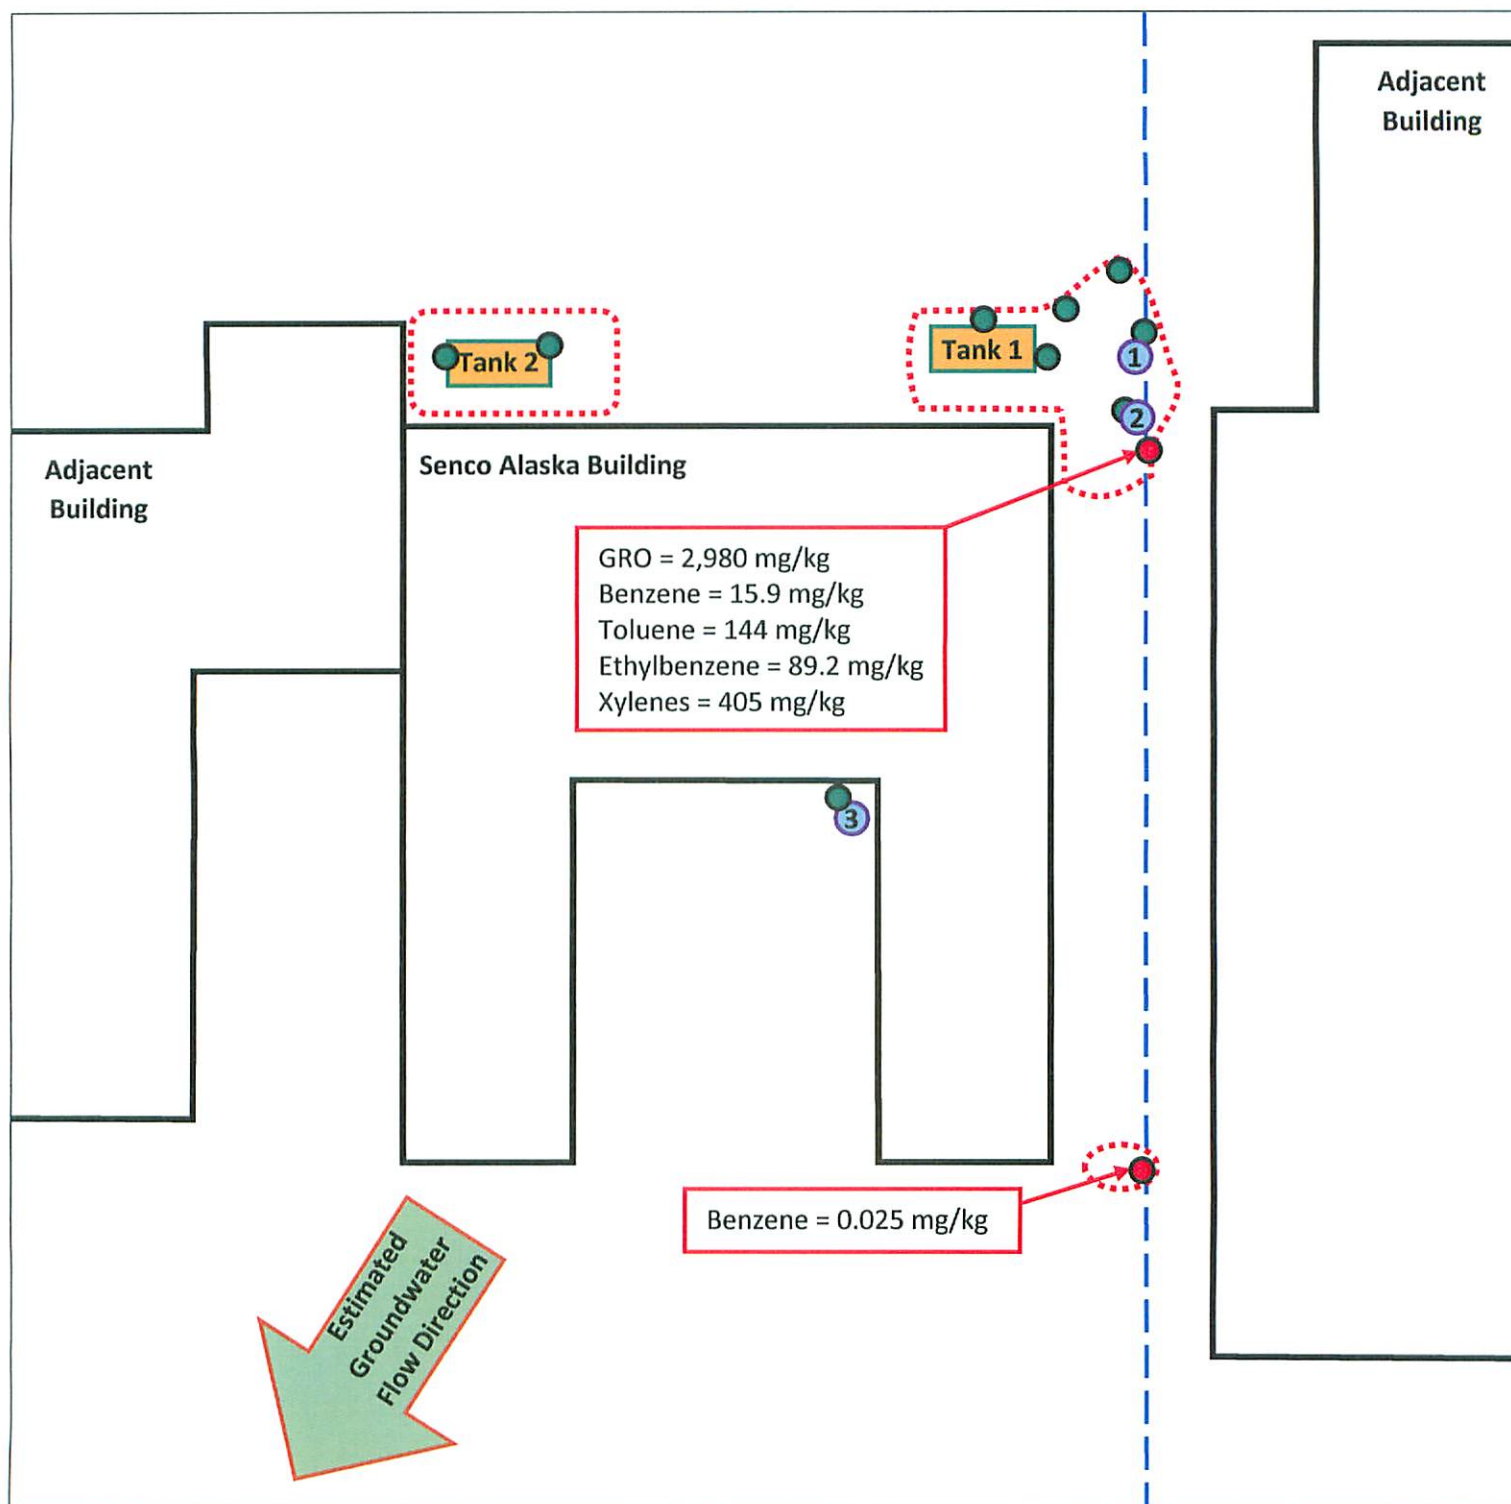 Adjacent
Building
Tank 2
Tank 1
1
2
Adjacent
Building
Senco Alaska Building
GRO = 2,980 mg/kg
Benzene = 15.9 mg/kg
Toluene = 144 mg/kg
Ethylbenzene = 89.2 mg/kg
Xylenes = 405 mg/kg
3
Benzene = 0.025 mg/kg
Estimated
Groundwater
Flow Direction